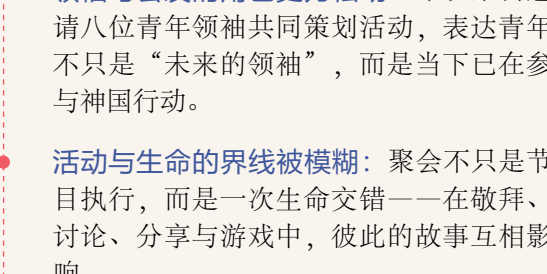 请八位青年领袖共同策划活动，表达青年
不只是“未来的领袖”，而是当下已在参
与神国行动。
活动与生命的界线被模糊：聚会不只是节
目执行，而是一次生命交错——在敬拜、
讨论、分享与游戏中，彼此的故事互相影
响